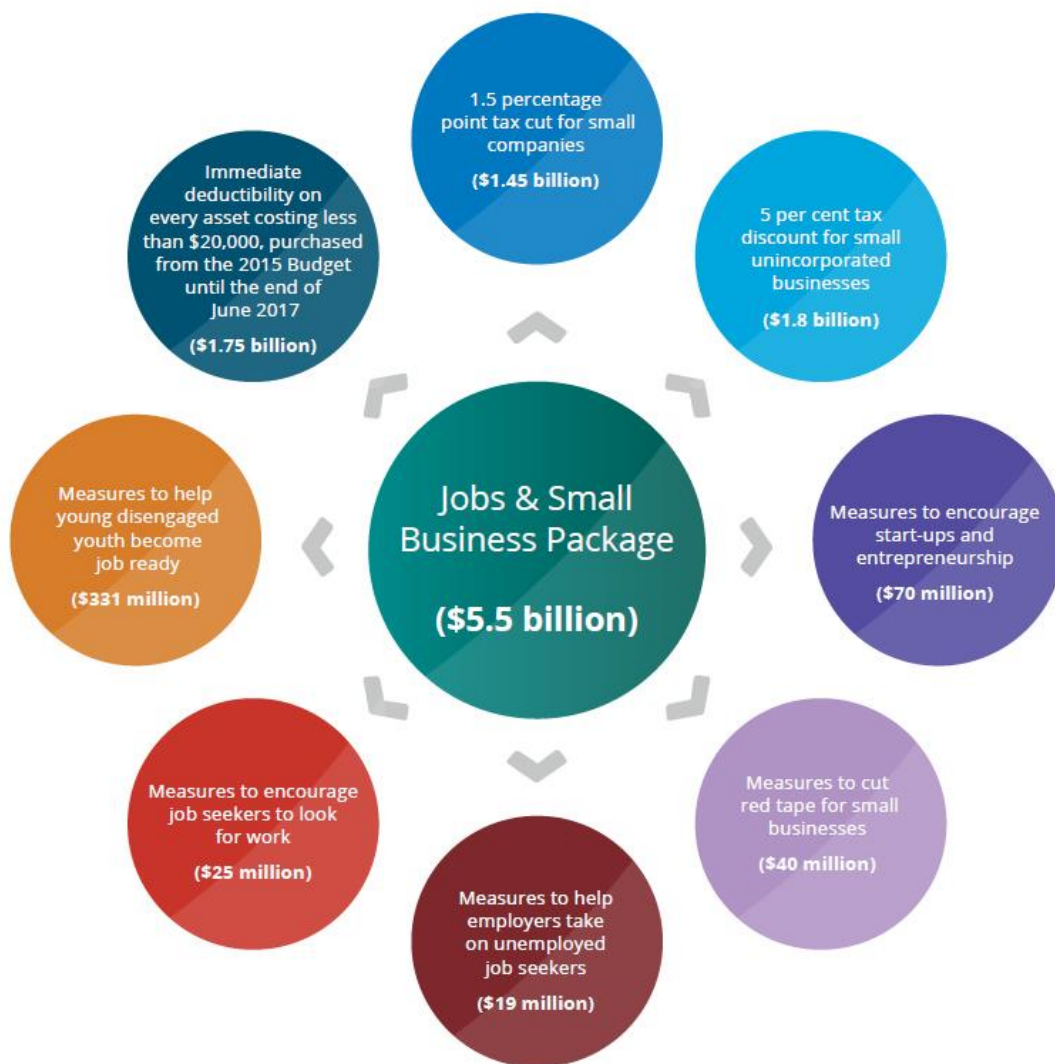 1.5 percentage
point tax cut for small
companies
($1.45 billion)
5 per cent tax
discount for small
unincorporated
businesses
($1.8 billion)
Measures to encourage
start-ups and
entrepreneurship
($70 million)
Measures to cut
red tape for small
businesses
($40 million)
Measures to help
employers take
on unemployed
job seekers
($19 million)
Measures to encourage
job seekers to look
for work
($25 million)
Measures to help
young disengaged
youth become
job ready
($331 million)
Immediate
deductibility on
every asset costing less
than $20,000, purchased
from the 2015 Budget
until the end of
June 2017
($1.75 billion)
Jobs & Small
Business Package
($5.5 billion)